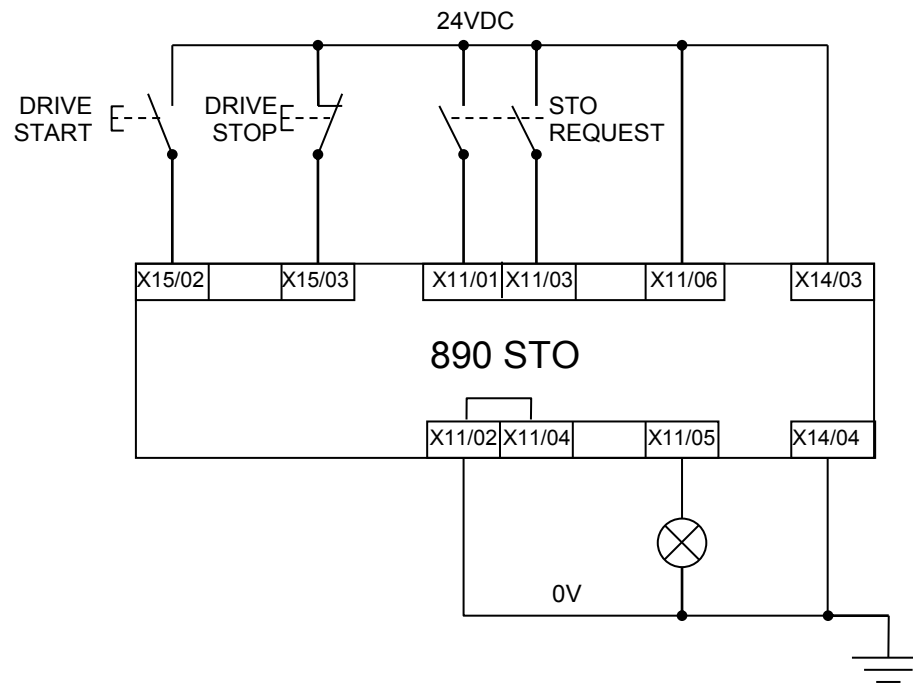 24VDC
DRIVE
START
DRIVE
STOP
STO
REQUEST
X15/02
X15/03
X11/01
X11/03
X11/06
X14/03
890 STO
X11/02
X11/04
X11/05
X14/04
0V